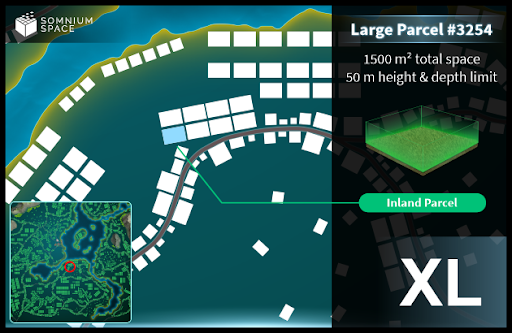 SOMNIUM
SPACE
Large Parcel #3254
1500 m² total space
50 m height & depth limit
Inland Parcel
XL